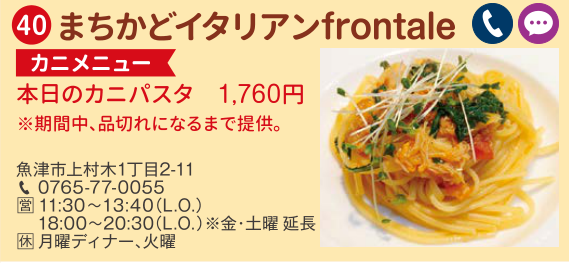 40 まちかどイタリアンfrontale
カニメニュー
本日のカニパスタ 1,760円
※期間中、品切れになるまで提供。
魚津市上村木1丁目2-11
0765-77-0055
営 11:30～13:40（L.O.）
18:00～20:30（L.O.）※金・土曜 延長
休 月曜ディナー、火曜